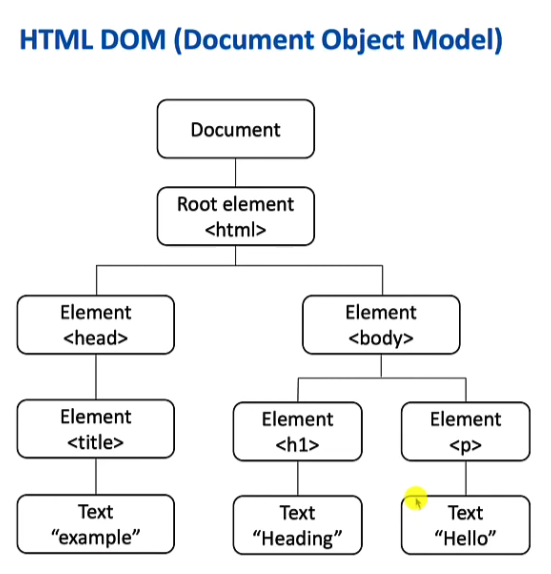 HTML DOM (Document Object Model)
Document
Root element
<html>
Element
<head>
Element
<body>
Element
<title>
Element
<h1>
Element
<p>
Text
“example”
Text
“Heading”
Text
“Hello”